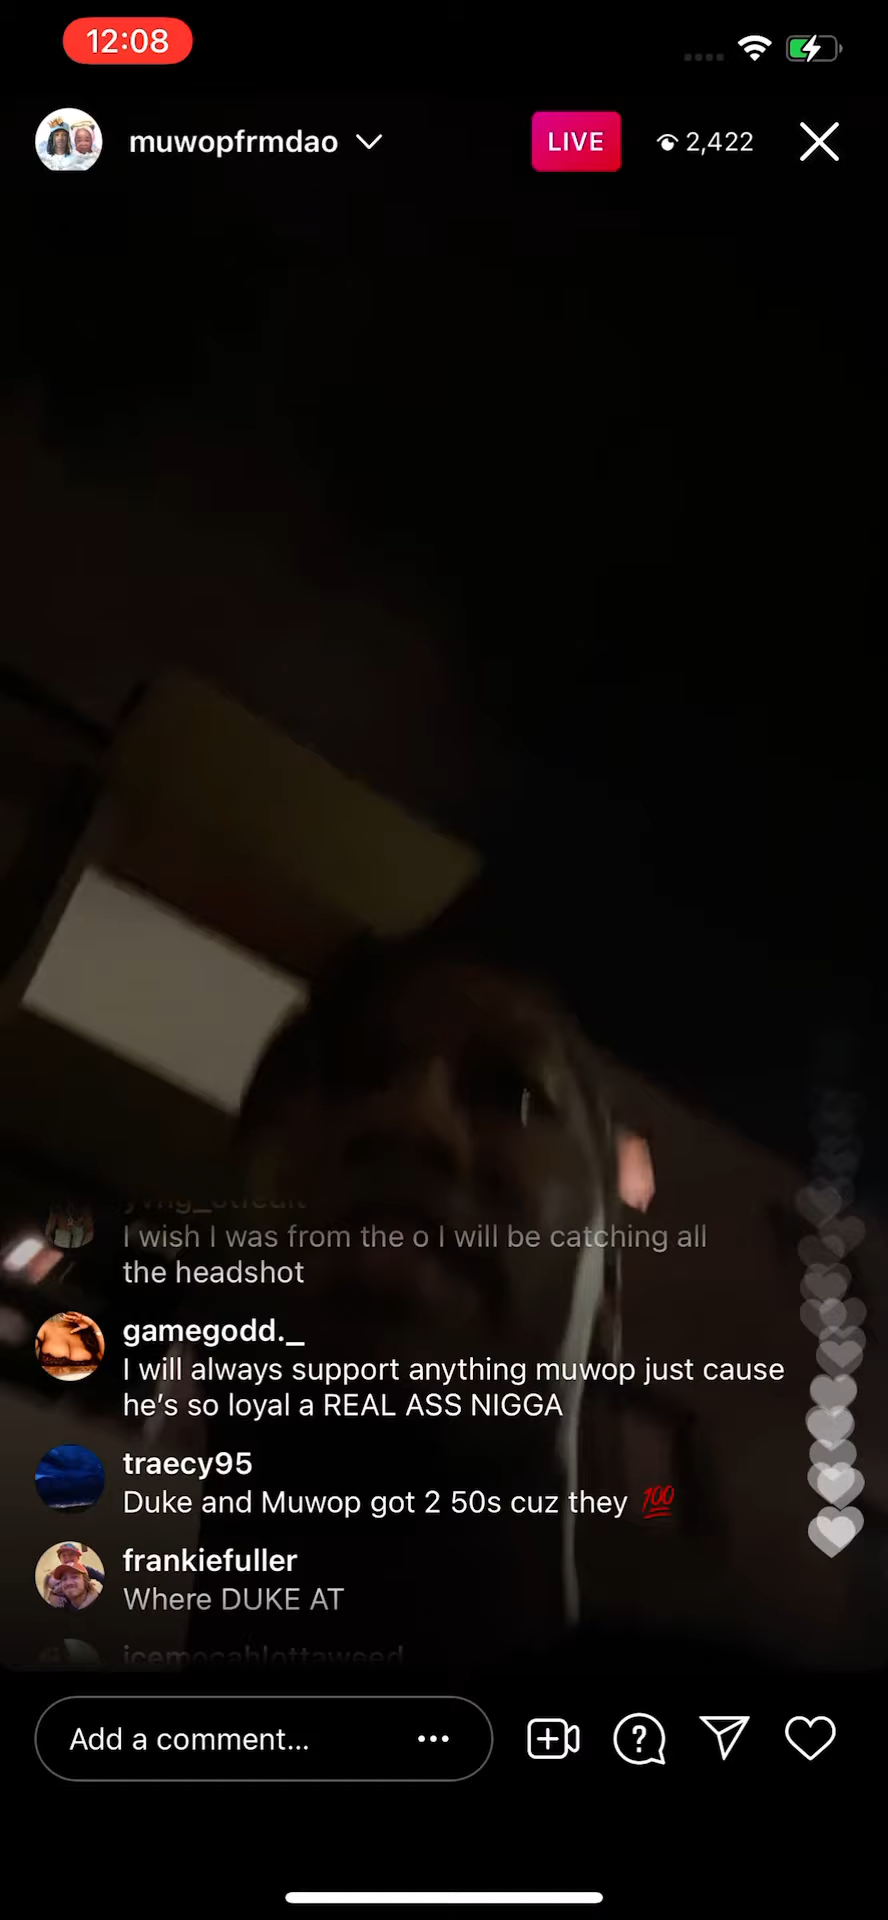 12:08
muwopfrmdao
LIVE
2,422
I wish I was from the o I will be catching all
the headshot
gamegodd._
I will always support anything muwop just cause
he's so loyal a REAL ASS NIGGA
traecy95
Duke and Muwop got 2 50s cuz they 💯
frankiefuller
Where DUKE AT
icemocahlottaweed
Add a comment...